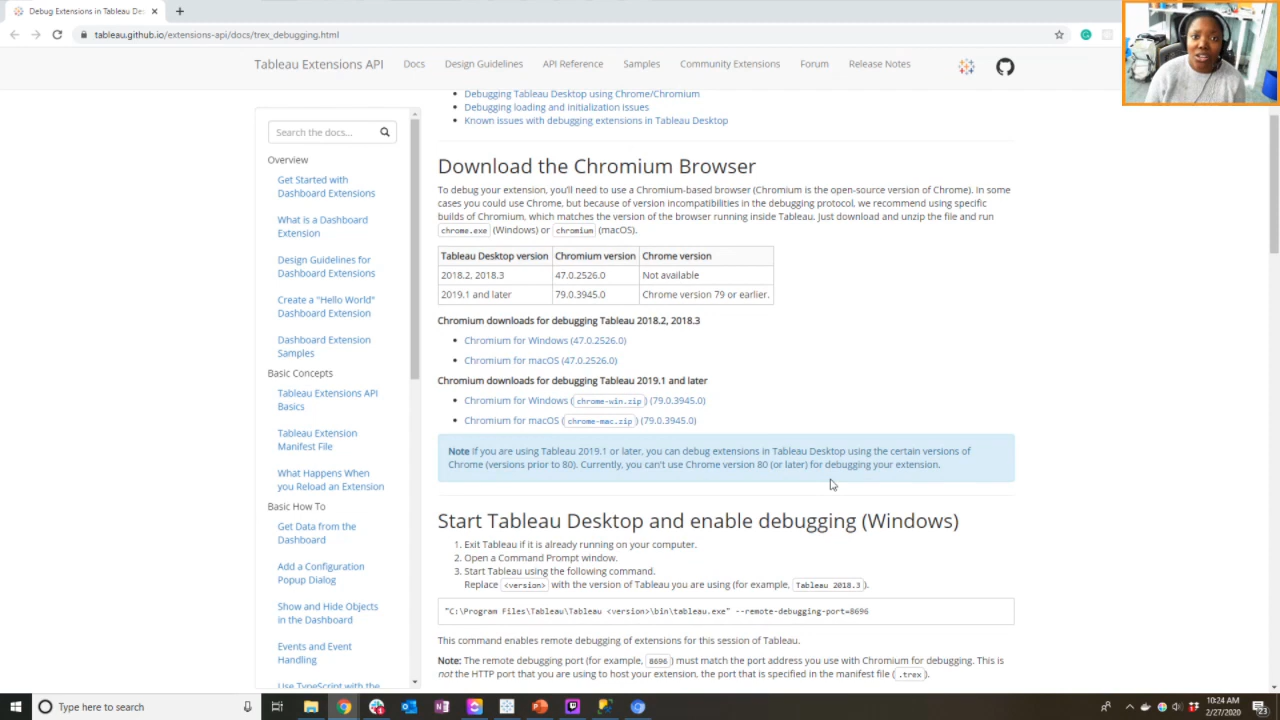 Debug Extensions in Tableau De
tableau.github.io/extensions-api/docs/trex_debugging.html
Tableau Extensions API
Docs
Design Guidelines
API Reference
Samples
Community Extensions
Forum
Release Notes
Search the docs...
Overview
Get Started with
Dashboard Extensions
What is a Dashboard
Extension
Design Guidelines for
Dashboard Extensions
Create a "Hello World"
Dashboard Extension
Dashboard Extension
Samples
Basic Concepts
Tableau Extensions API
Basics
Tableau Extension
Manifest File
What Happens When
you Reload an Extension
Basic How To
Get Data from the
Dashboard
Add a Configuration
Popup Dialog
Show and Hide Objects
in the Dashboard
Events and Event
Handling
Use TypeScript with the
Debugging Tableau Desktop using Chrome/Chromium
Debugging loading and initialization issues
Known issues with debugging extensions in Tableau Desktop
Download the Chromium Browser
To debug your extension, you'll need to use a Chromium-based browser (Chromium is the open-source version of Chrome). In some
cases you could use Chrome, but because of version incompatibilities in the debugging protocol, we recommend using specific
builds of Chromium, which matches the version of the browser running inside Tableau. Just download and unzip the file and run
chrome.exe (Windows) or chromium (macOS).
Tableau Desktop version Chromium version Chrome version
2018.2, 2018.3 47.0.2526.0 Not available
2019.1 and later 79.0.3945.0 Chrome version 79 or earlier.
Chromium downloads for debugging Tableau 2018.2, 2018.3
Chromium for Windows (47.0.2526.0)
Chromium for macOS (47.0.2526.0)
Chromium downloads for debugging Tableau 2019.1 and later
Chromium for Windows (chrome-win.zip) (79.0.3945.0)
Chromium for macOS (chrome-mac.zip) (79.0.3945.0)
Note If you are using Tableau 2019.1 or later, you can debug extensions in Tableau Desktop using the certain versions of
Chrome (versions prior to 80). Currently, you can't use Chrome version 80 (or later) for debugging your extension.
Start Tableau Desktop and enable debugging (Windows)
1. Exit Tableau if it is already running on your computer.
2. Open a Command Prompt window.
3. Start Tableau using the following command.
Replace <version> with the version of Tableau you are using (for example, Tableau 2018.3).
"C:\Program Files\Tableau\Tableau <version>\bin\tableau.exe" --remote-debugging-port=8696
This command enables remote debugging of extensions for this session of Tableau.
Note: The remote debugging port (for example, 8696) must match the port address you use with Chromium for debugging. This is
not the HTTP port that you are using to host your extension, the port that is specified in the manifest file (.trex).
Type here to search
10:24 AM
2/27/2020
23